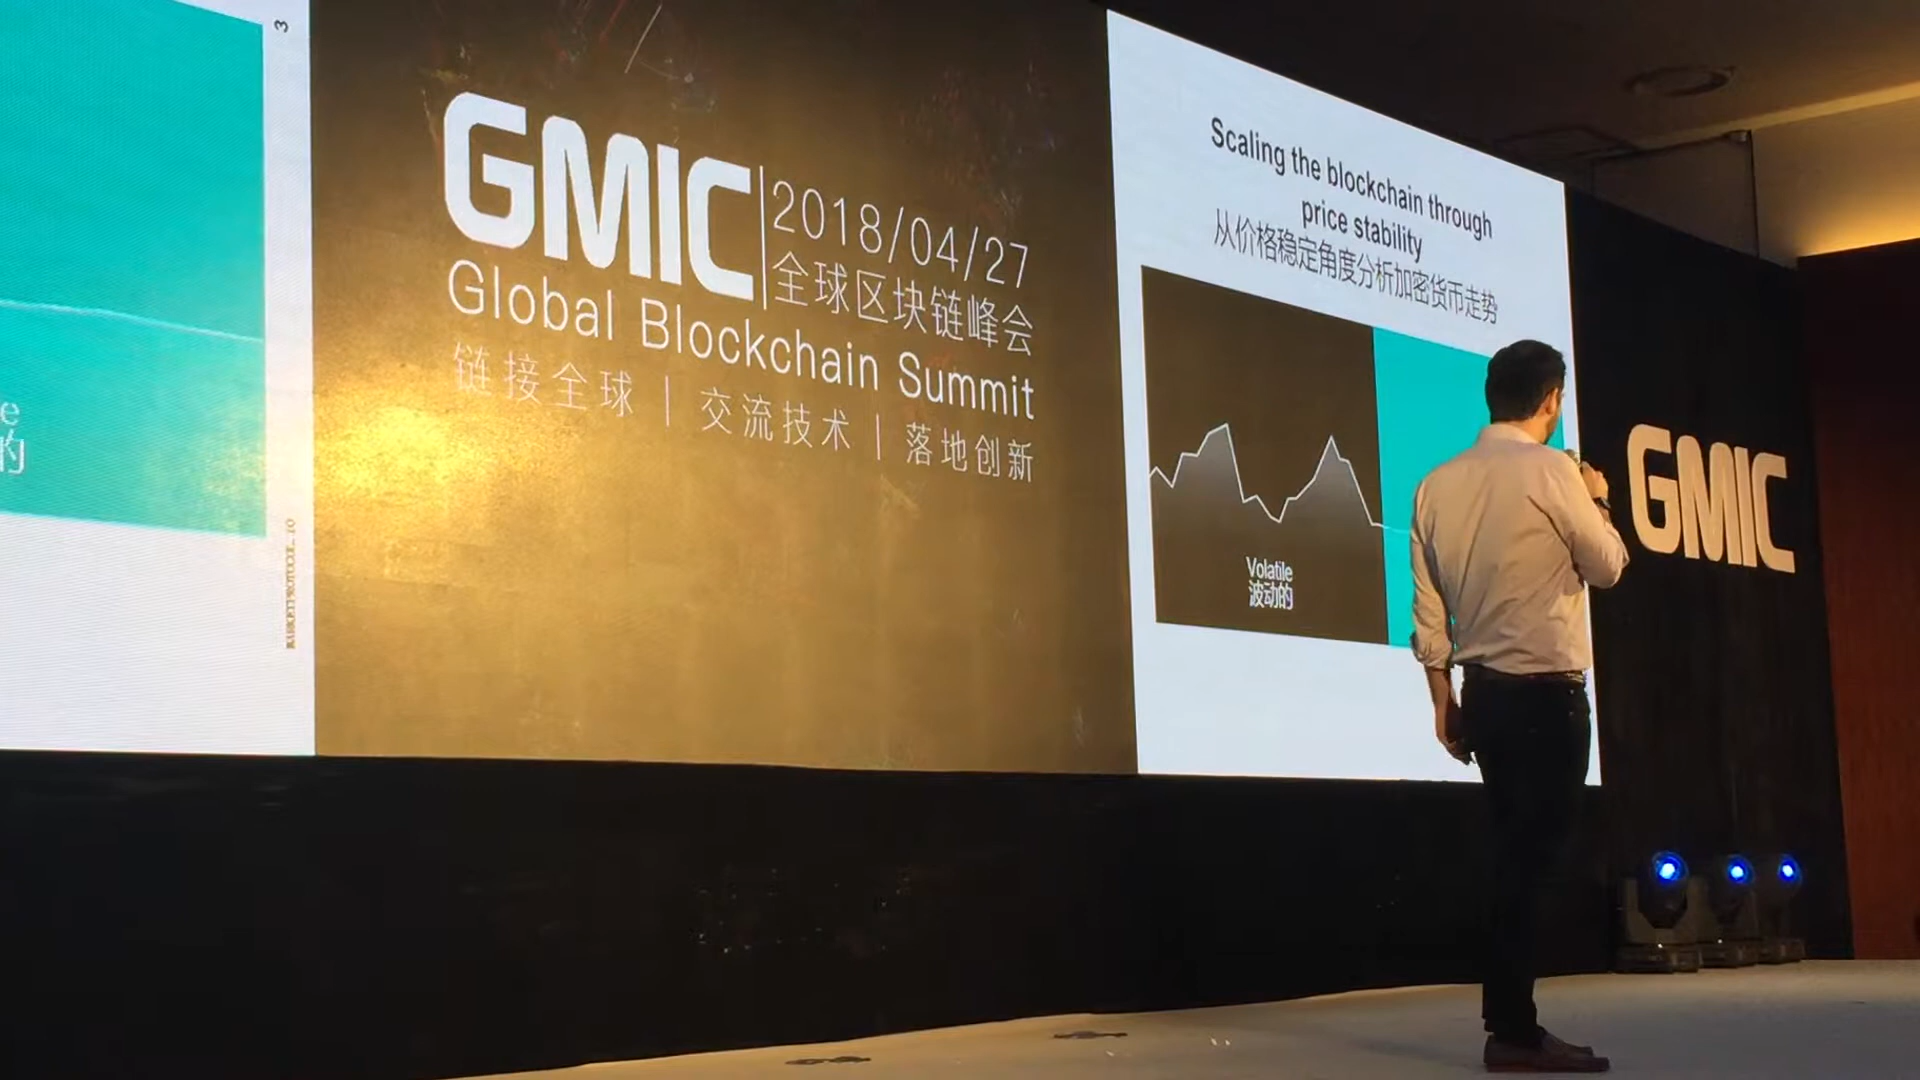 3
e
的
GMIC
2018/04/27
全球区块链峰会
Global Blockchain Summit
链接全球 | 交流技术 | 落地创新
Scaling the blockchain through
price stability
从价格稳定角度分析加密货币走势
Volatile
波动的
GMIC